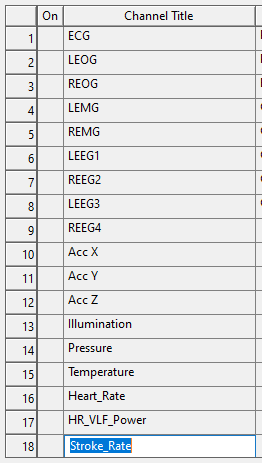 On Channel Title
1 ECG
2 LEOG
3 REOG
4 LEMG
5 REMG
6 LEEG1
7 REEG2
8 LEEG3
9 REEG4
10 Acc X
11 Acc Y
12 Acc Z
13 Illumination
14 Pressure
15 Temperature
16 Heart_Rate
17 HR_VLF_Power
18 Stroke_Rate